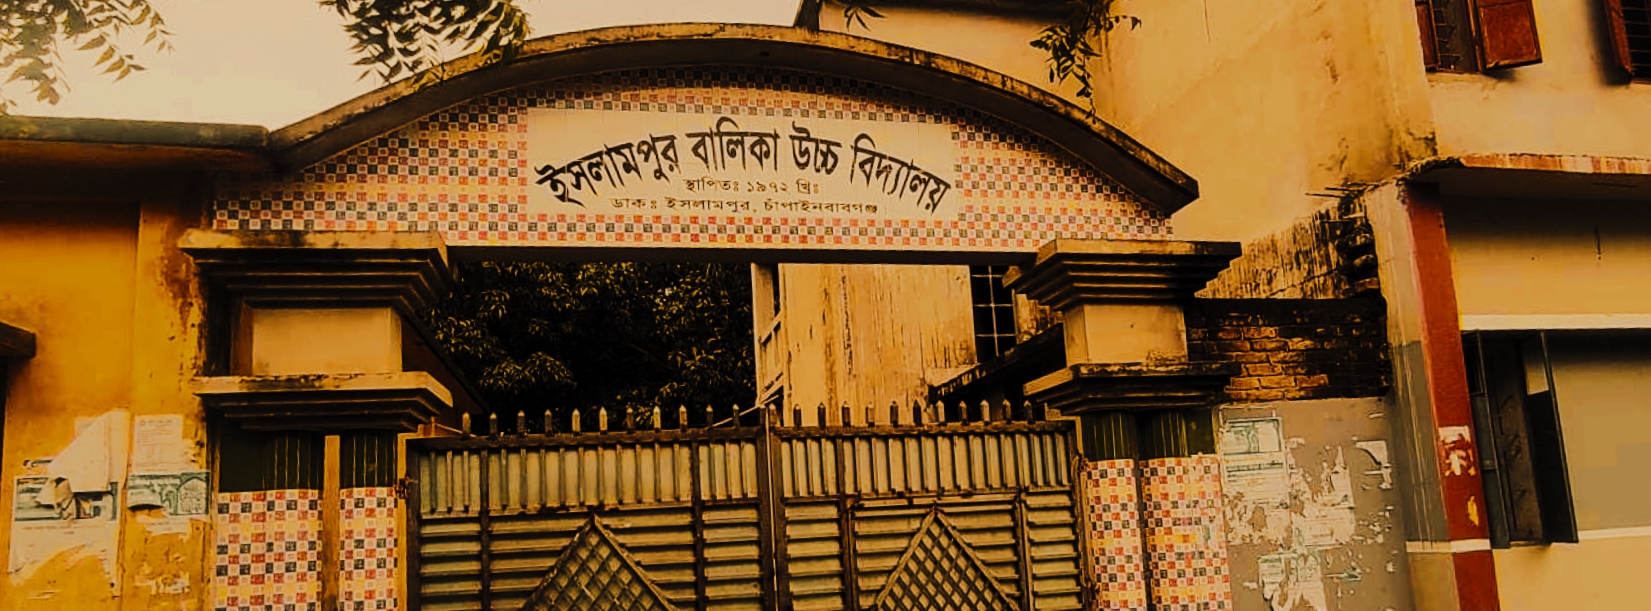 ইসলামপুর বালিকা উচ্চ বিদ্যালয়
স্থাপিতঃ ১৯৭২ খ্রিঃ
ডাকঃ ইসলামপুর, চাঁপাইনবাবগঞ্জ